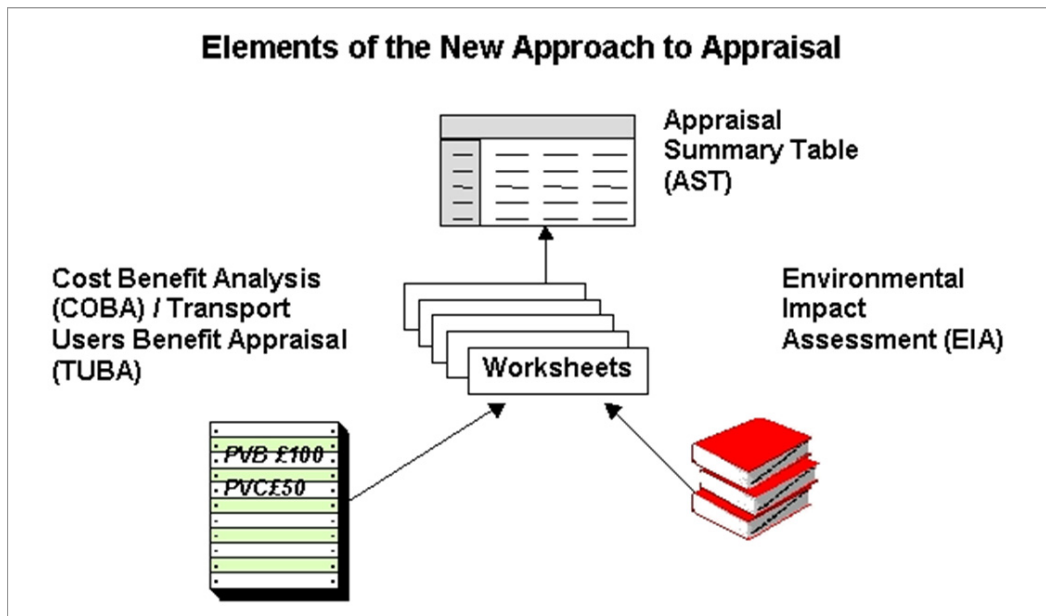 Elements of the New Approach to Appraisal
Appraisal
Summary Table
(AST)
Cost Benefit Analysis
(COBA) / Transport
Users Benefit Appraisal
(TUBA)
Environmental
Impact
Assessment (EIA)
Worksheets
PVB £100
PVC£50